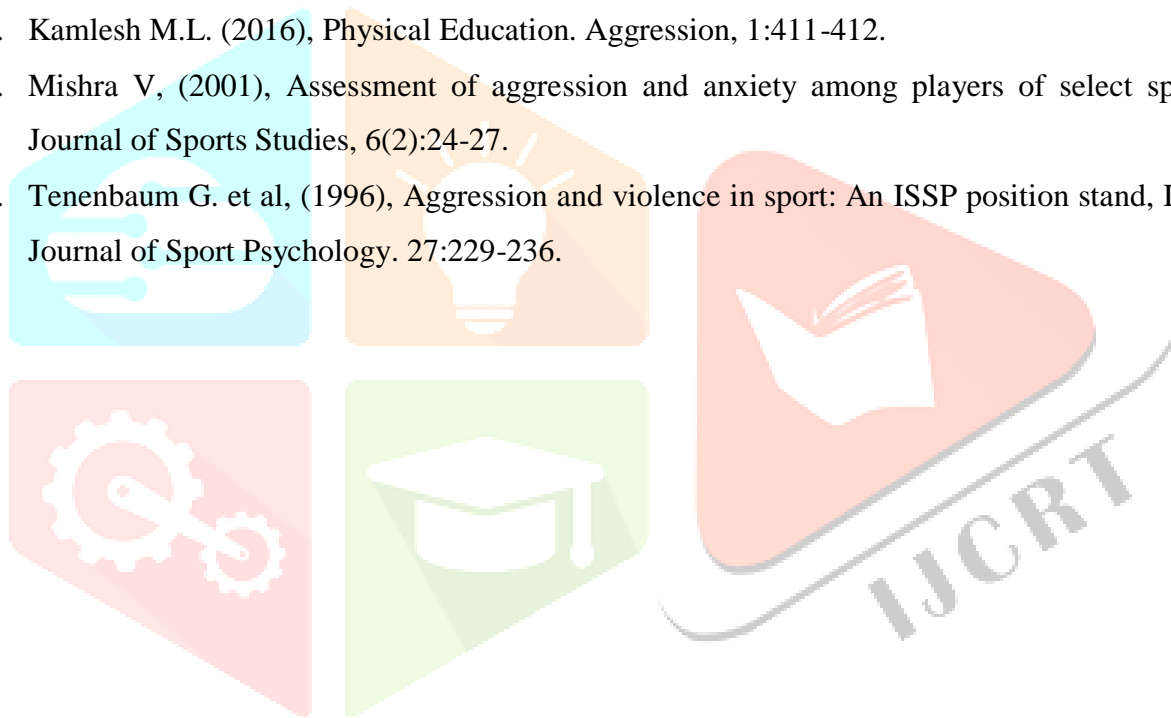 . Kamlesh M.L. (2016), Physical Education. Aggression, 1:411-412.
. Mishra V, (2001), Assessment of aggression and anxiety among players of select sp
Journal of Sports Studies, 6(2):24-27.
. Tenenbaum G. et al, (1996), Aggression and violence in sport: An ISSP position stand, I
Journal of Sport Psychology. 27:229-236.
IJCRT